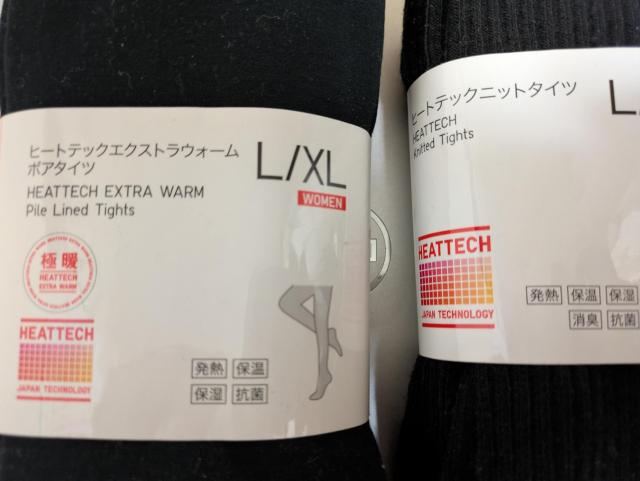 ヒートテックエクストラウォーム
ボアタイツ
HEATTECH EXTRA WARM
Pile Lined Tights
L/XL
WOMEN
極暖
HEATTECH
EXTRA WARM
HEATTECH
JAPAN TECHNOLOGY
発熱 保温
保湿 抗菌
ヒートテックニットタイツ
HEATTECH
Knitted Tights
L
HEATTECH
JAPAN TECHNOLOGY
発熱 保温 保湿
消臭 抗菌